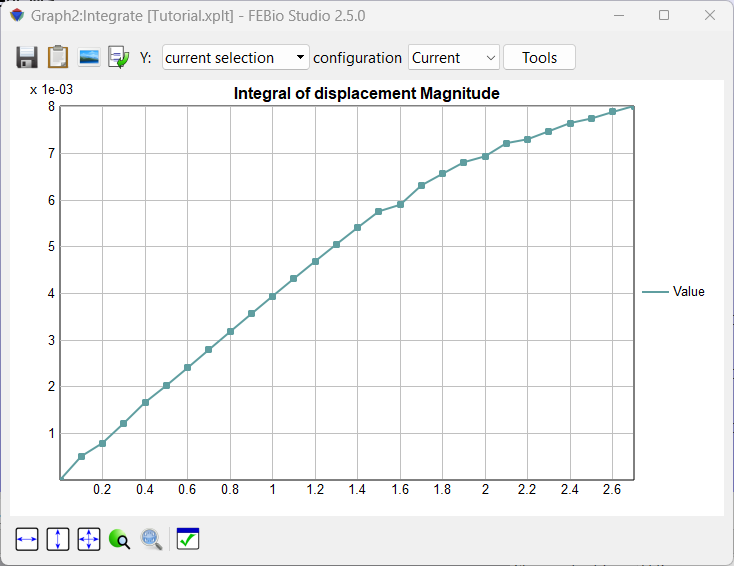 Graph2:Integrate [Tutorial.xplt] - FEBio Studio 2.5.0
Y: current selection configuration Current Tools
x 1e-03
Integral of displacement Magnitude
8
7
6
5
4
3
2
1
Value
0.2 0.4 0.6 0.8 1 1.2 1.4 1.6 1.8 2 2.2 2.4 2.6